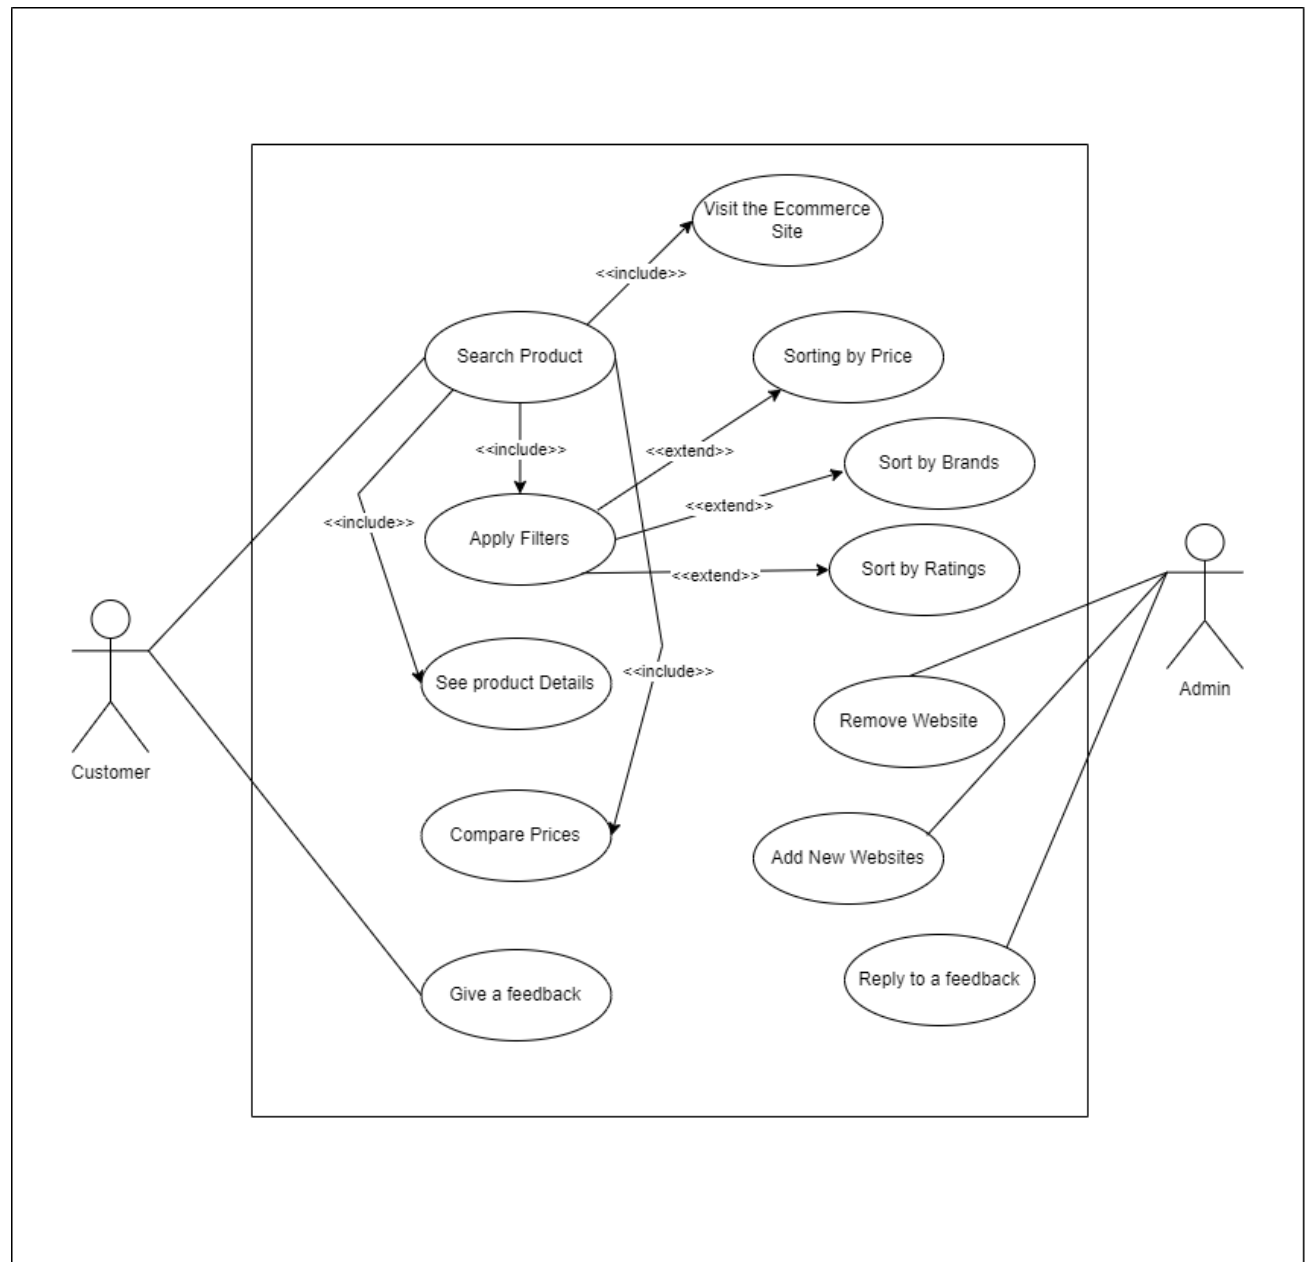 Visit the Ecommerce
Site
<<include>>
Search Product
Sorting by Price
<<include>>
<<extend>>
Sort by Brands
<<extend>>
<<include>>
Apply Filters
Sort by Ratings
<<extend>>
See product Details
<<include>>
Admin
Remove Website
Customer
Compare Prices
Add New Websites
Give a feedback
Reply to a feedback